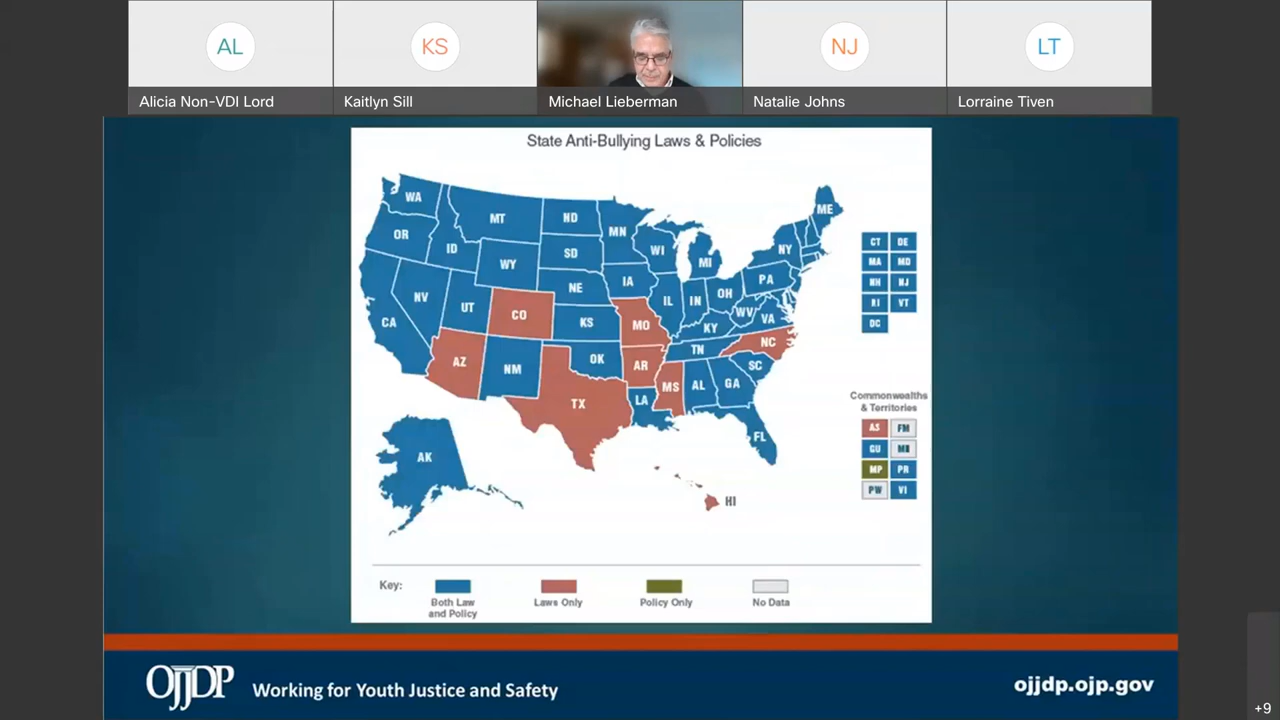 AL
KS
NJ
LT
Alicia Non-VDI Lord
Kaitlyn Sill
Michael Lieberman
Natalie Johns
Lorraine Tiven
State Anti-Bullying Laws & Policies
WA
MT
ND
MN
ME
OR
ID
SD
WI
MI
NY
WY
IA
PA
NE
NV
UT
IL
IN
OH
CA
CO
KS
MO
KY
WV
VA
AZ
NM
OK
AR
TN
NC
SC
TX
LA
MS
AL
GA
FL
AK
HI
CT DE
MA MD
NH NJ
RI VT
DC
Commonwealths
& Territories
AS FM
GU
MP PR
PW VI
Key:
Both Law
and Policy
Laws Only
Policy Only
No Data
OJJDP
Working for Youth Justice and Safety
ojjdp.ojp.gov
+9